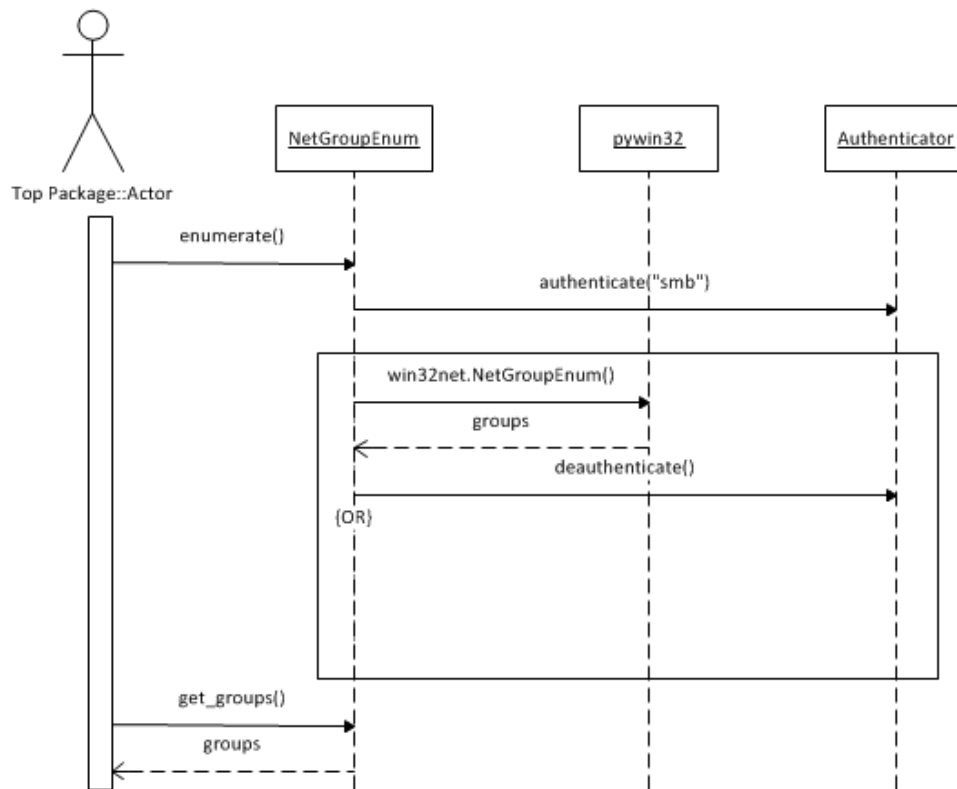 NetGroupEnum
pywin32
Authenticator
Top Package::Actor
enumerate()
authenticate("smb")
win32net.NetGroupEnum()
groups
deauthenticate()
{OR}
get_groups()
groups